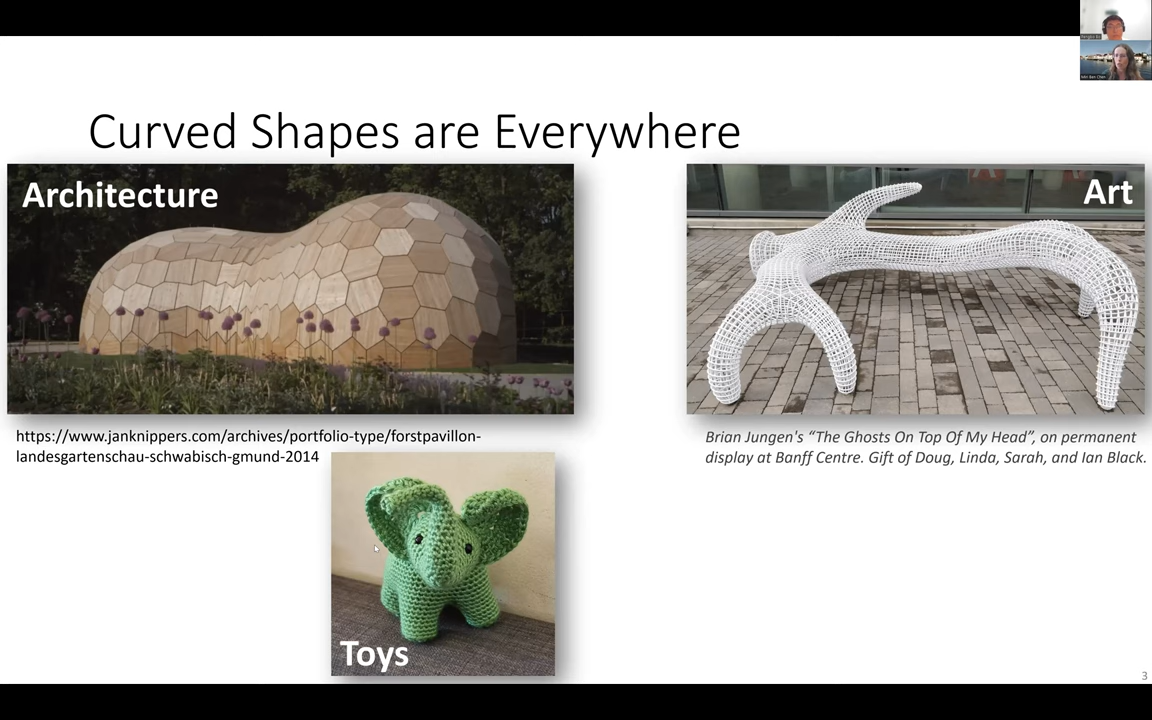 Curved Shapes are Everywhere
Architecture
Art
https://www.janknippers.com/archives/portfolio-type/forstpavillon-
landesgartenschau-schwabisch-gmund-2014
Brian Jungen's “The Ghosts On Top Of My Head”, on permanent
display at Banff Centre. Gift of Doug, Linda, Sarah, and Ian Black.
Toys
3